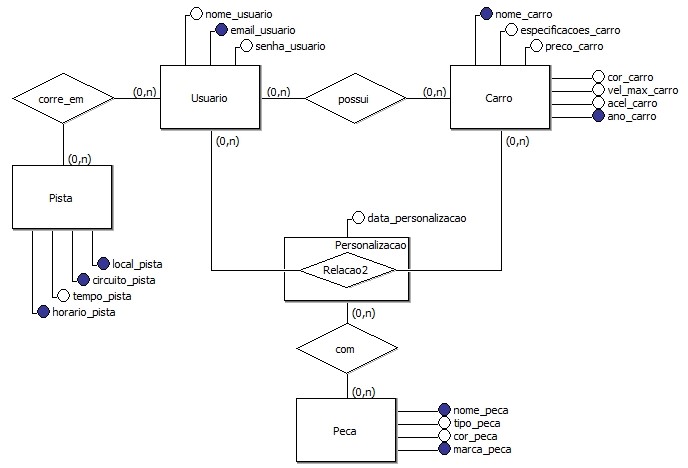 nome_usuario
email_usuario
senha_usuario
nome_carro
especificacoes_carro
preco_carro
corre_em
(0,n)
Usuario
(0,n)
possui
(0,n)
Carro
cor_carro
vel_max_carro
acel_carro
ano_carro
(0,n)
(0,n)
(0,n)
Pista
local_pista
circuito_pista
tempo_pista
horario_pista
data_personalizacao
Personalizacao
Relacao2
(0,n)
com
(0,n)
Peca
nome_peca
tipo_peca
cor_peca
marca_peca